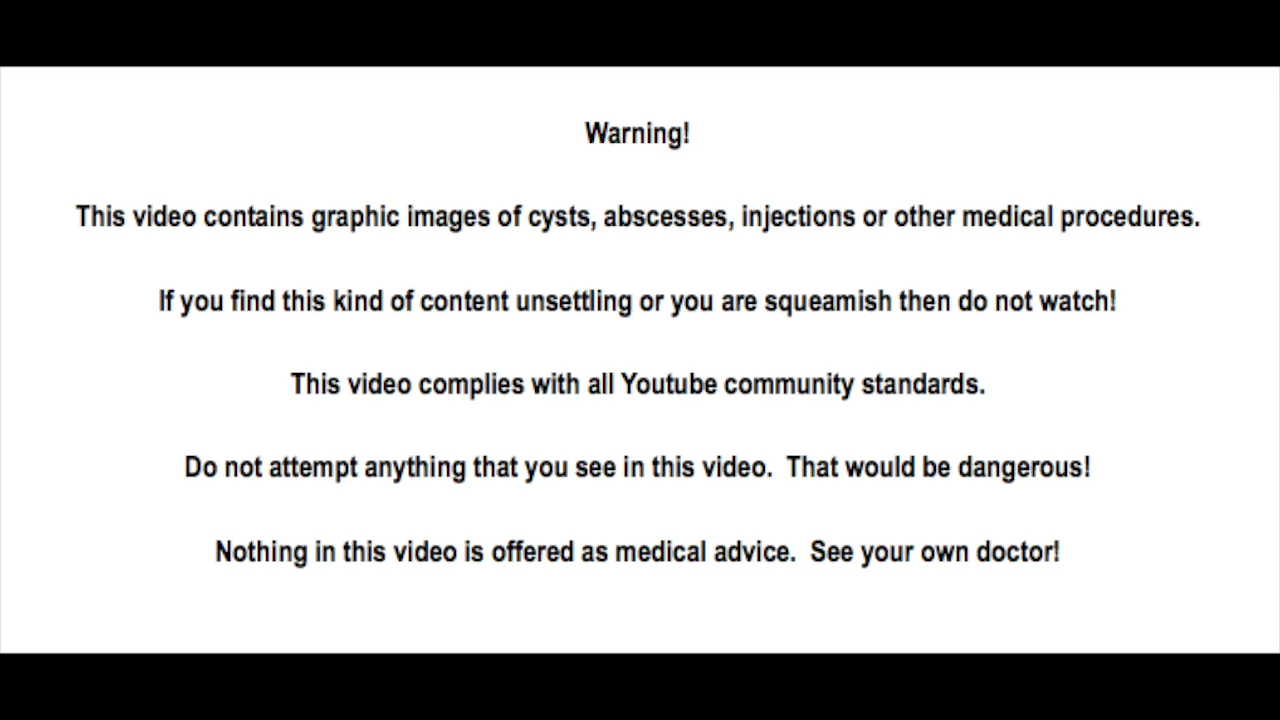 Warning!
This video contains graphic images of cysts, abscesses, injections or other medical procedures.
If you find this kind of content unsettling or you are squeamish then do not watch!
This video complies with all Youtube community standards.
Do not attempt anything that you see in this video.  That would be dangerous!
Nothing in this video is offered as medical advice.  See your own doctor!